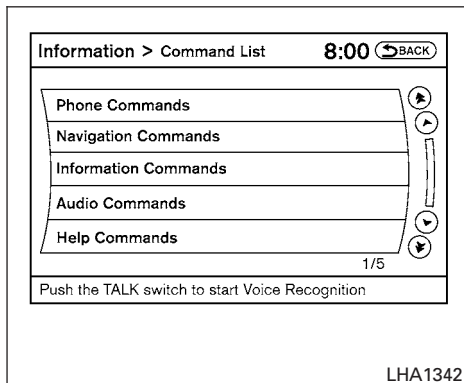 Information > Command List 8:00 BACK
Phone Commands
Navigation Commands
Information Commands
Audio Commands
Help Commands
1/5
Push the TALK switch to start Voice Recognition
LHA1342